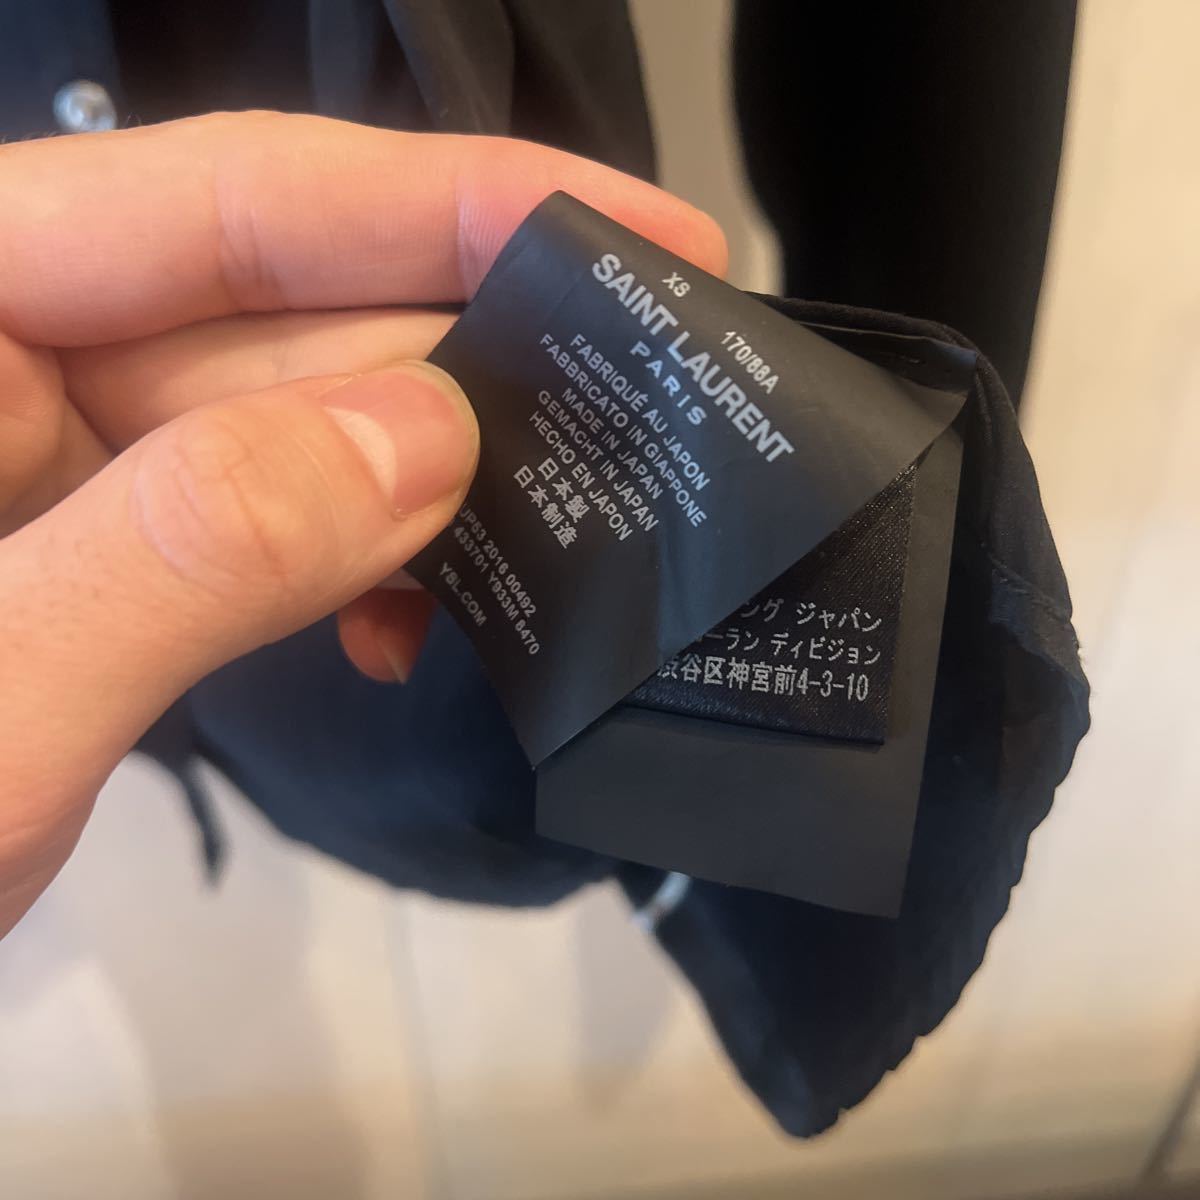 XS
170/88A
SAINT LAURENT
PARIS
FABRIQUÉ AU JAPON
FABBRICATO IN GIAPPONE
MADE IN JAPAN
GEMACHT IN JAPAN
HECHO EN JAPON
日本製
日本制造
UP53 2016 00492
433701 Y933M 8470
YSL.COM
ング ジャパン
ーラン ディビジョン
渋谷区神宮前4-3-10